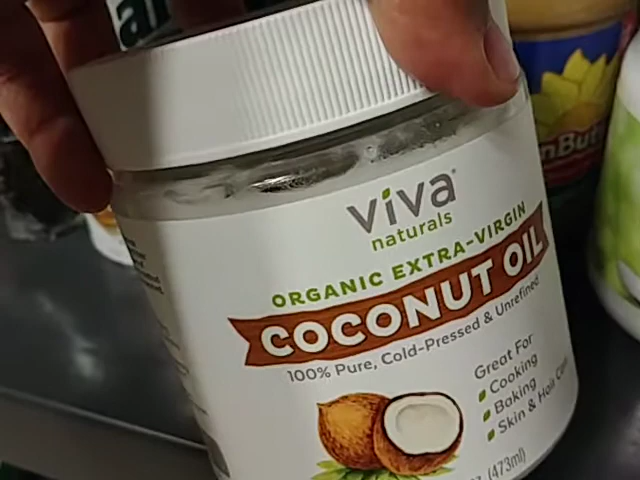 viva
naturals
ORGANIC EXTRA-VIRGIN
COCONUT OIL
100% Pure, Cold-Pressed & Unrefined
Great For
Cooking
Baking
Skin & Hair Care
(473ml)